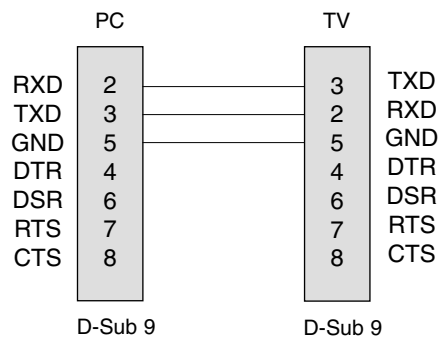 PC TV
RXD 2 3 TXD
TXD 3 2 RXD
GND 5 5 GND
DTR 4 4 DTR
DSR 6 6 DSR
RTS 7 7 RTS
CTS 8 8 CTS
D-Sub 9 D-Sub 9